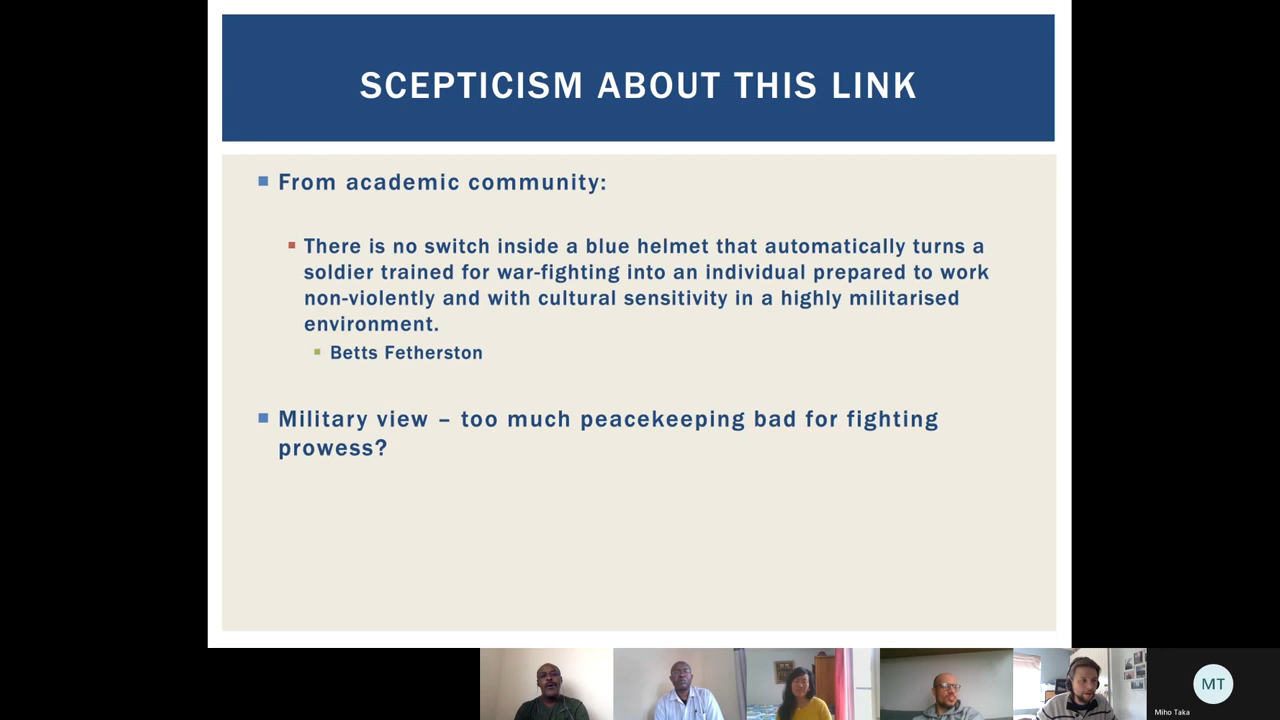 SCEPTICISM ABOUT THIS LINK
From academic community:
There is no switch inside a blue helmet that automatically turns a
soldier trained for war-fighting into an individual prepared to work
non-violently and with cultural sensitivity in a highly militarised
environment.
Betts Fetherston
Military view – too much peacekeeping bad for fighting
prowess?
MT
Miho Taka